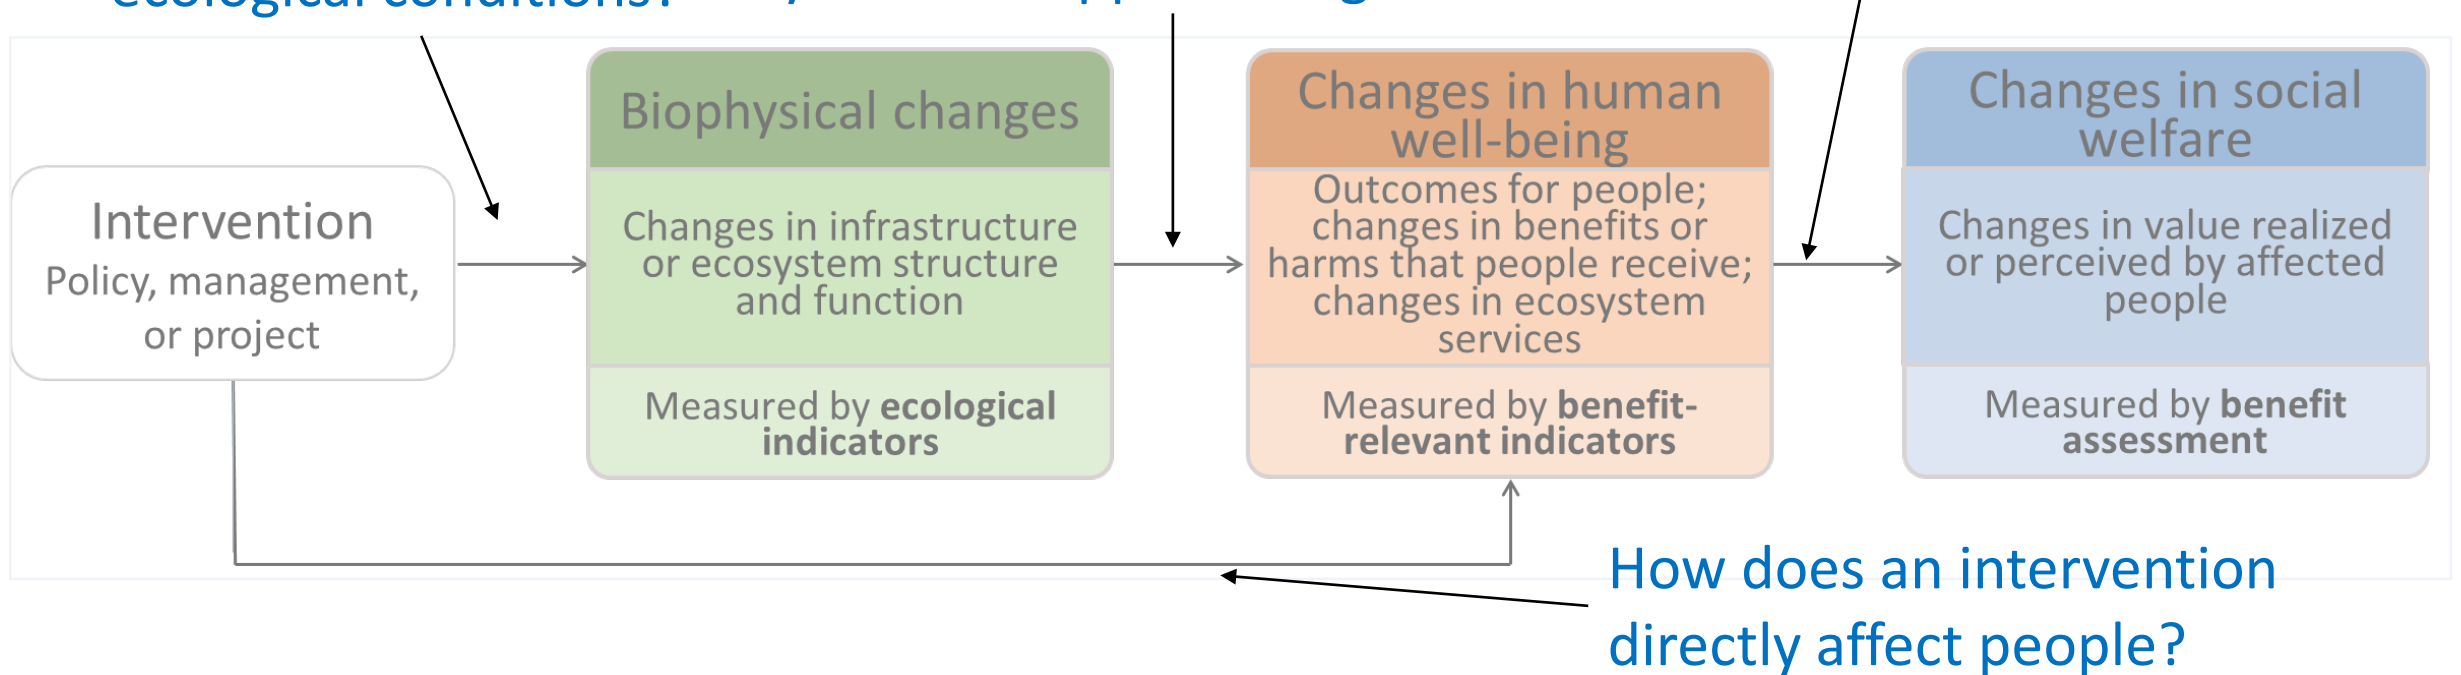 ecological conditions?
Intervention
Policy, management,
or project
Biophysical changes
Changes in infrastructure
or ecosystem structure
and function
Measured by ecological
indicators
Changes in human
well-being
Outcomes for people;
changes in benefits or
harms that people receive;
changes in ecosystem
services
Measured by benefit-
relevant indicators
Changes in social
welfare
Changes in value realized
or perceived by affected
people
Measured by benefit
assessment
How does an intervention
directly affect people?